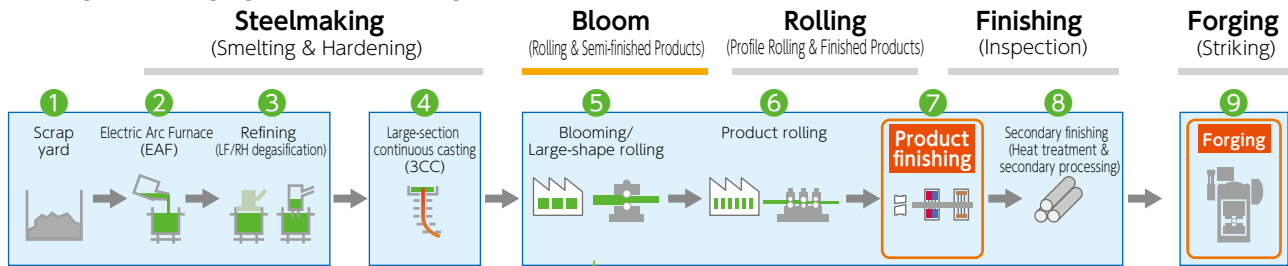 Steelmaking
(Smelting & Hardening)
Bloom
(Rolling & Semi-finished Products)
Rolling
(Profile Rolling & Finished Products)
Finishing
(Inspection)
Forging
(Striking)
1
Scrap
yard
2
Electric Arc Furnace
(EAF)
3
Refining
(LF/RH degasification)
4
Large-section
continuous casting
(3CC)
5
Blooming/
Large-shape rolling
6
Product rolling
7
Product
finishing
8
Secondary finishing
(Heat treatment &
secondary processing)
9
Forging